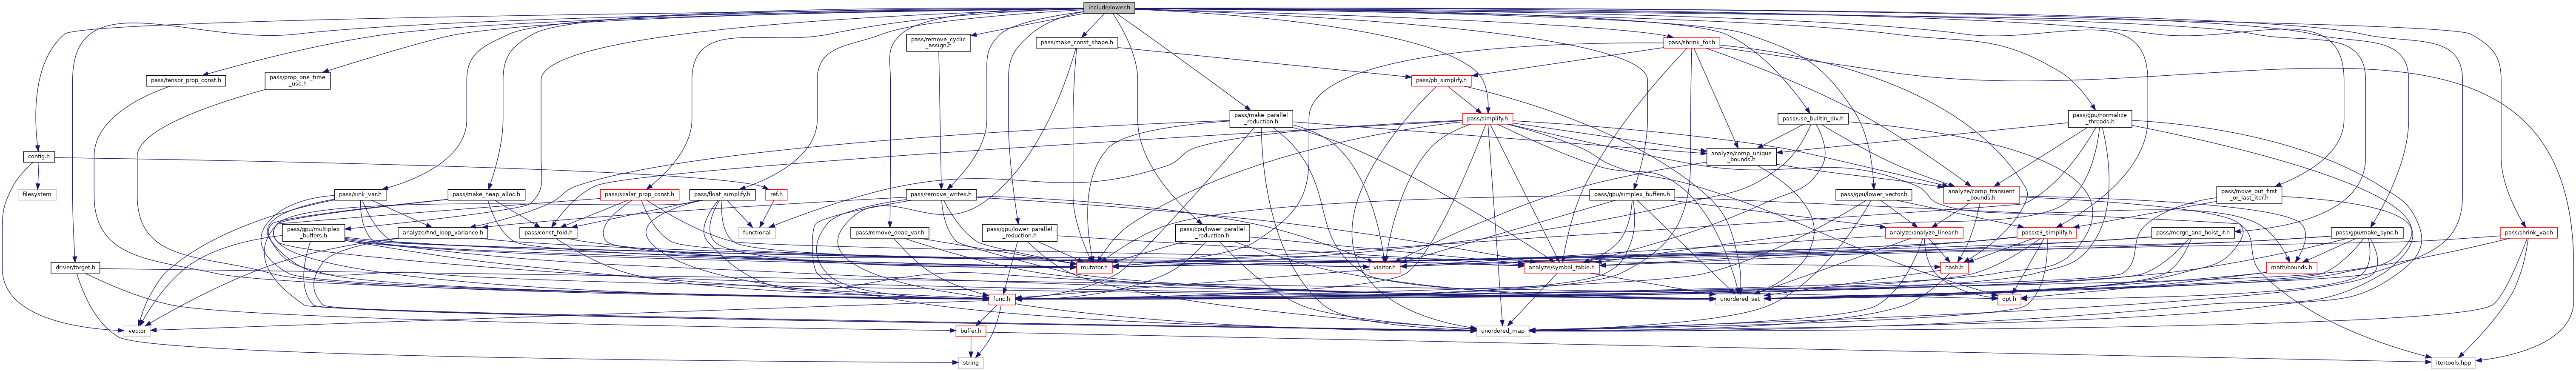 include/lower.h
pass/remove_cyclic
_assign.h
pass/make_const_shape.h
pass/shrink_for.h
pass/tensor_prop_const.h
pass/prop_one_time
_use.h
pass/pb_simplify.h
pass/make_parallel
_reduction.h
pass/simplify.h
pass/use_builtin_div.h
pass/gpu/normalize
_threads.h
config.h
analyze/comp_unique
_bounds.h
filesystem
pass/sink_var.h
pass/make_heap_alloc.h
pass/scalar_prop_const.h
pass/float_simplify.h
ref.h
pass/remove_writes.h
pass/gpu/simplex_buffers.h
pass/gpu/lower_vector.h
analyze/comp_transient
_bounds.h
pass/move_out_first
_or_last_iter.h
pass/gpu/multiplex
_buffers.h
analyze/find_loop_variance.h
pass/const_fold.h
functional
pass/remove_dead_var.h
pass/gpu/lower_parallel
_reduction.h
pass/cpu/lower_parallel
_reduction.h
analyze/analyze_linear.h
pass/z3_simplify.h
pass/merge_and_hoist_if.h
pass/gpu/make_sync.h
pass/shrink_var.h
driver/target.h
mutator.h
visitor.h
analyze/symbol_table.h
hash.h
math/bounds.h
func.h
unordered_set
opt.h
vector
buffer.h
unordered_map
string
itertools.hpp